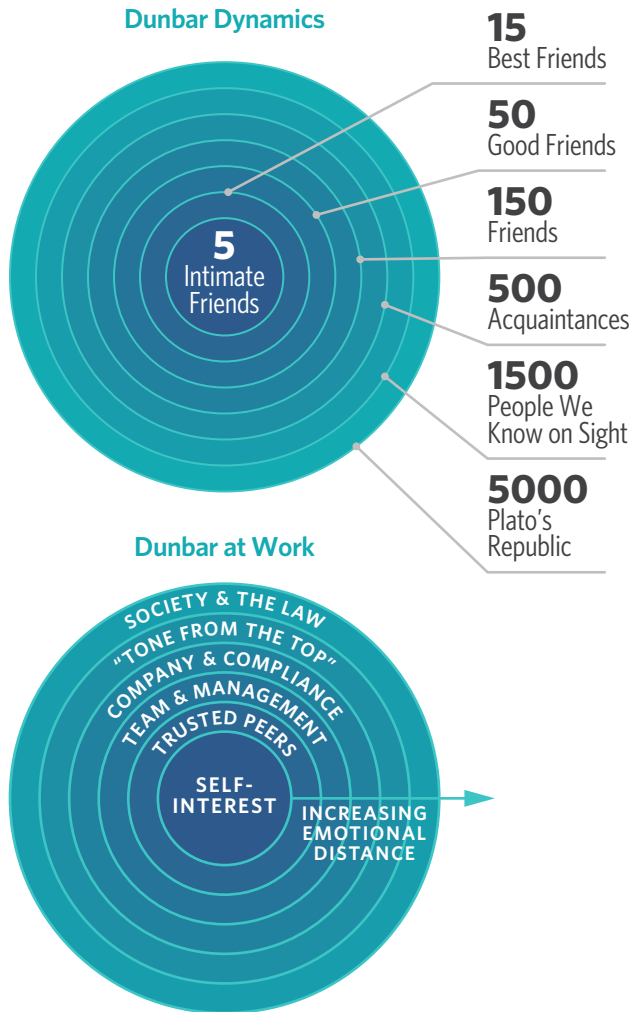 Dunbar Dynamics
15
Best Friends
50
Good Friends
150
Friends
500
Acquaintances
1500
People We
Know on Sight
5000
Plato's
Republic
5
Intimate
Friends
Dunbar at Work
SOCIETY & THE LAW
"TONE FROM THE TOP"
COMPANY & COMPLIANCE
TEAM & MANAGEMENT
TRUSTED PEERS
SELF-
INTEREST
INCREASING
EMOTIONAL
DISTANCE